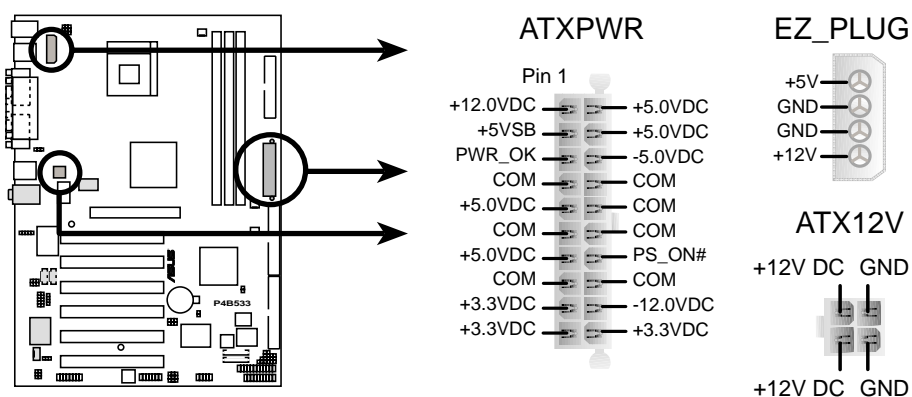 ATXPWR
Pin 1
+12.0VDC +5.0VDC
+5VSB +5.0VDC
PWR_OK -5.0VDC
COM COM
+5.0VDC COM
COM COM
+5.0VDC PS_ON#
COM COM
+3.3VDC -12.0VDC
+3.3VDC +3.3VDC
EZ_PLUG
+5V
GND
GND
+12V
ATX12V
+12V DC GND
+12V DC GND
ASUS
P4B533